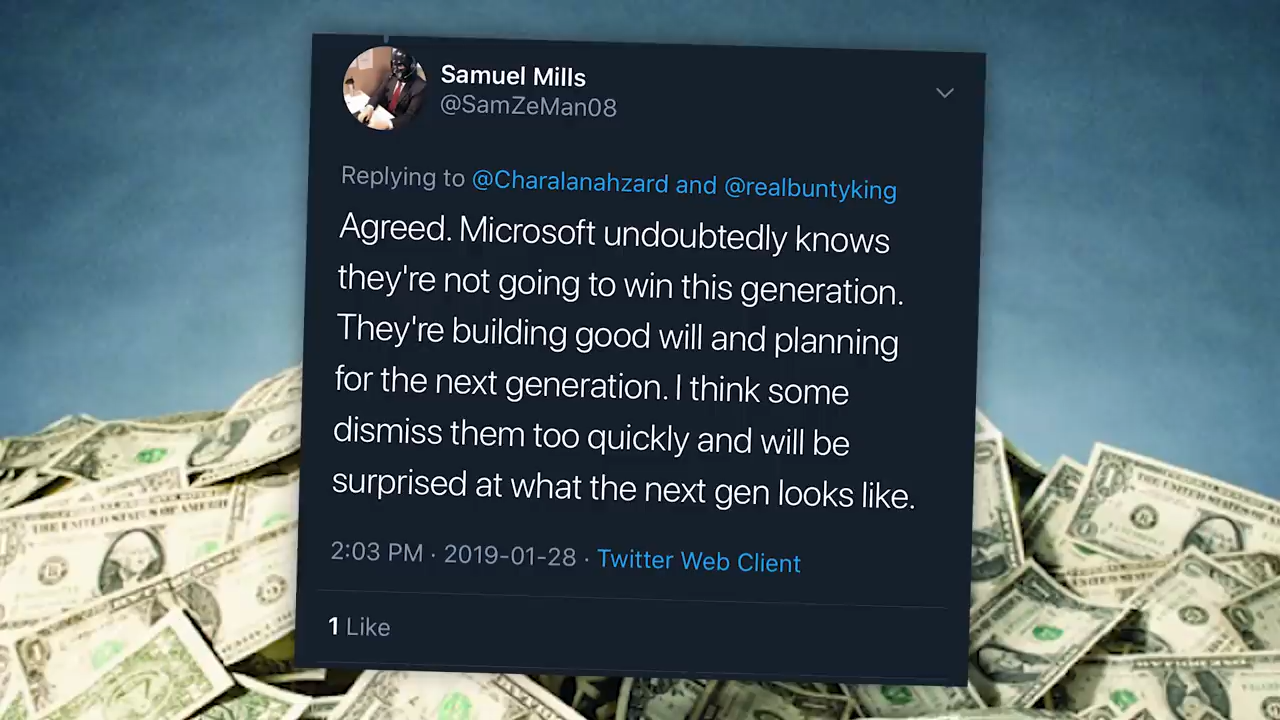 Samuel Mills
@SamZeMan08
Replying to @Charalanahzard and @realbuntyking
Agreed. Microsoft undoubtedly knows
they're not going to win this generation.
They're building good will and planning
for the next generation. I think some
dismiss them too quickly and will be
surprised at what the next gen looks like.
2:03 PM · 2019-01-28 · Twitter Web Client
1 Like